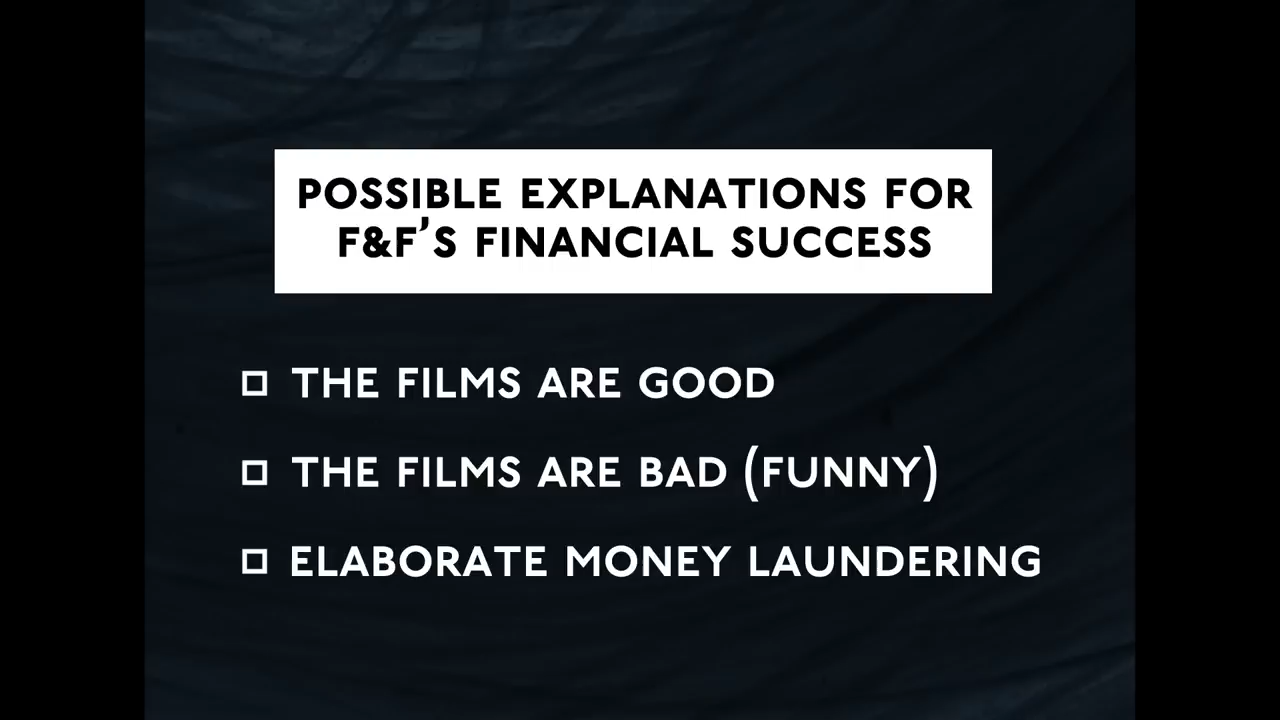 POSSIBLE EXPLANATIONS FOR
F&F'S FINANCIAL SUCCESS
THE FILMS ARE GOOD
THE FILMS ARE BAD (FUNNY)
ELABORATE MONEY LAUNDERING